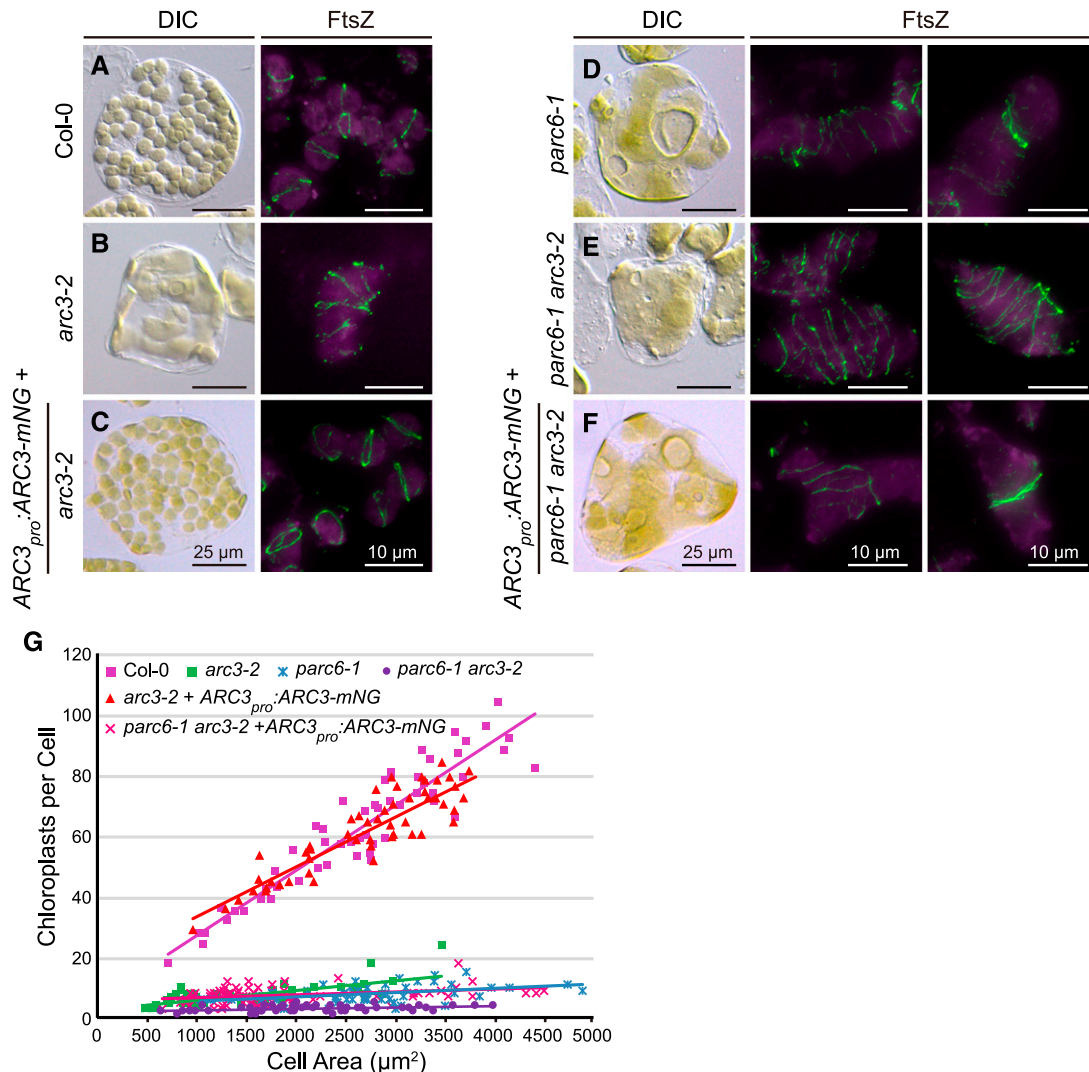 DIC FtsZ
A
Col-0
B
arc3-2
C
ARC3pro:ARC3-mNG +
arc3-2
25 µm
10 µm
DIC FtsZ
D
parc6-1
E
parc6-1 arc3-2
F
ARC3pro:ARC3-mNG +
parc6-1 arc3-2
25 µm
10 µm
10 µm
G
120
100
80
60
40
20
0
Chloroplasts per Cell
Col-0 arc3-2 parc6-1 parc6-1 arc3-2
arc3-2 + ARC3pro:ARC3-mNG
parc6-1 arc3-2 +ARC3pro:ARC3-mNG
0 500 1000 1500 2000 2500 3000 3500 4000 4500 5000
Cell Area (µm²)